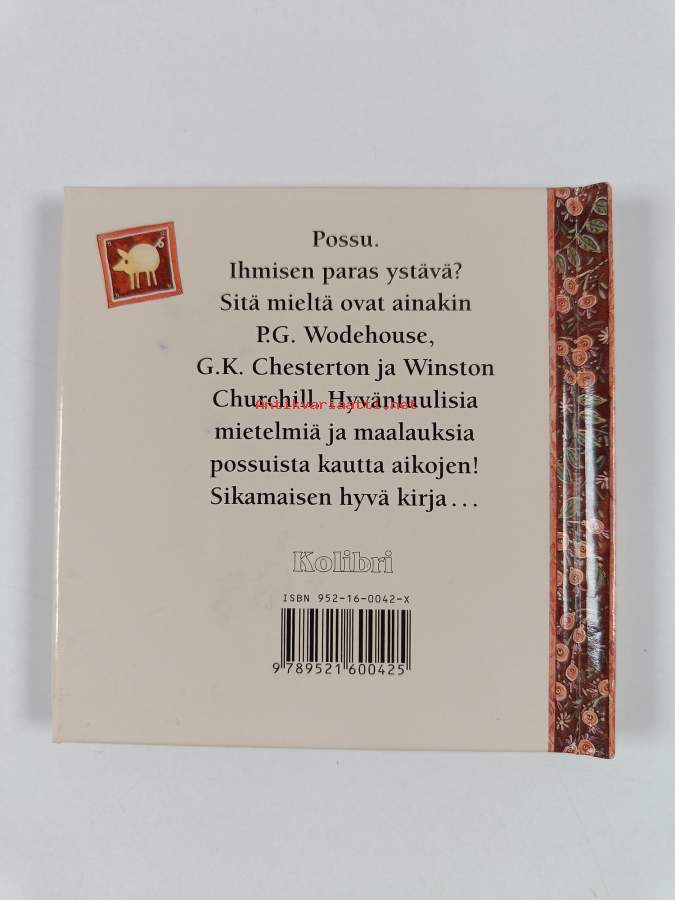 Possu.
Ihmisen paras ystävä?
Sitä mieltä ovat ainakin
P.G. Wodehouse,
G.K. Chesterton ja Winston
Churchill. Hyväntuulisia
Antikvariaatti.net
mietelmiä ja maalauksia
possuista kautta aikojen!
Sikamaisen hyvä kirja...
Kolibri
ISBN 952-16-0042-X
9 789521 600425